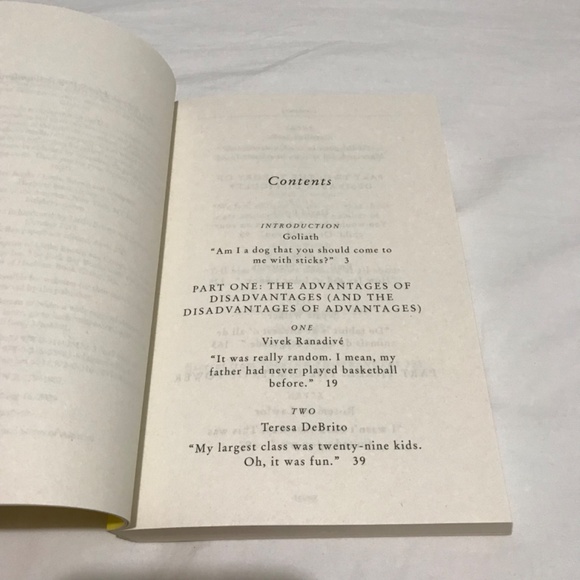 Contents
INTRODUCTION
Goliath
"Am I a dog that you should come to
me with sticks?" 3
PART ONE: THE ADVANTAGES OF
DISADVANTAGES (AND THE
DISADVANTAGES OF ADVANTAGES)
ONE
Vivek Ranadivé
"It was really random. I mean, my
father had never played basketball
before." 19
TWO
Teresa DeBrito
"My largest class was twenty-nine kids.
Oh, it was fun." 39